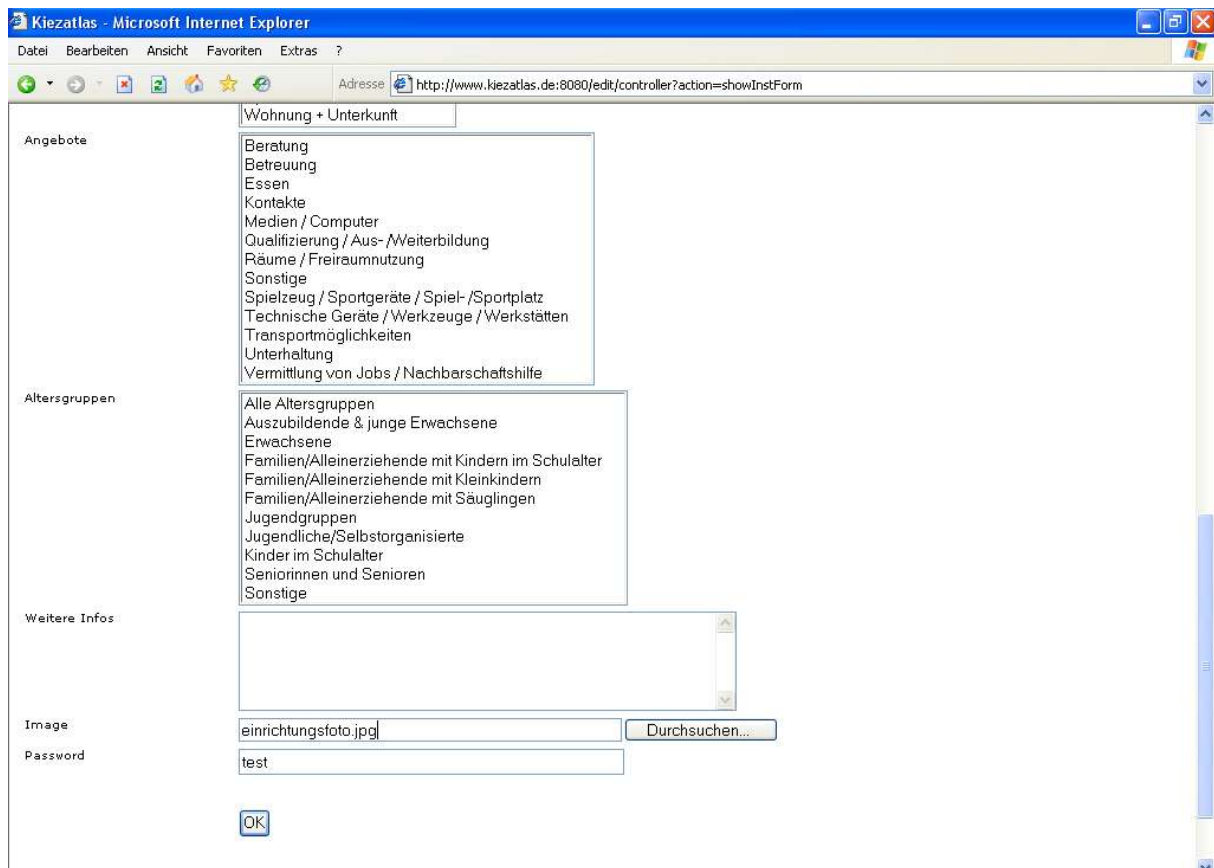 Kiezatlas - Microsoft Internet Explorer
Datei Bearbeiten Ansicht Favoriten Extras ?
Adresse http://www.kiezatlas.de:8080/edit/controller?action=showInstForm
Wohnung + Unterkunft
Angebote
Beratung
Betreuung
Essen
Kontakte
Medien / Computer
Qualifizierung / Aus- /Weiterbildung
Räume / Freiraumnutzung
Sonstige
Spielzeug / Sportgeräte / Spiel- /Sportplatz
Technische Geräte / Werkzeuge / Werkstätten
Transportmöglichkeiten
Unterhaltung
Vermittlung von Jobs / Nachbarschaftshilfe
Altersgruppen
Alle Altersgruppen
Auszubildende & junge Erwachsene
Erwachsene
Familien/Alleinerziehende mit Kindern im Schulalter
Familien/Alleinerziehende mit Kleinkindern
Familien/Alleinerziehende mit Säuglingen
Jugendgruppen
Jugendliche/Selbstorganisierte
Kinder im Schulalter
Seniorinnen und Senioren
Sonstige
Weitere Infos
Image
einrichtungsfoto.jpg
Durchsuchen...
Password
test
OK